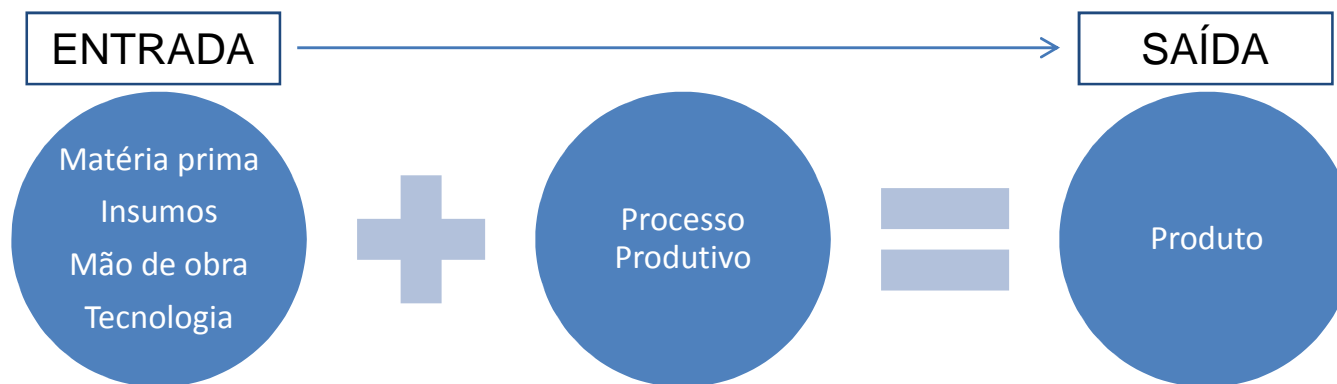 ENTRADA
SAÍDA
Matéria prima
Insumos
Mão de obra
Tecnologia
Processo
Produtivo
Produto